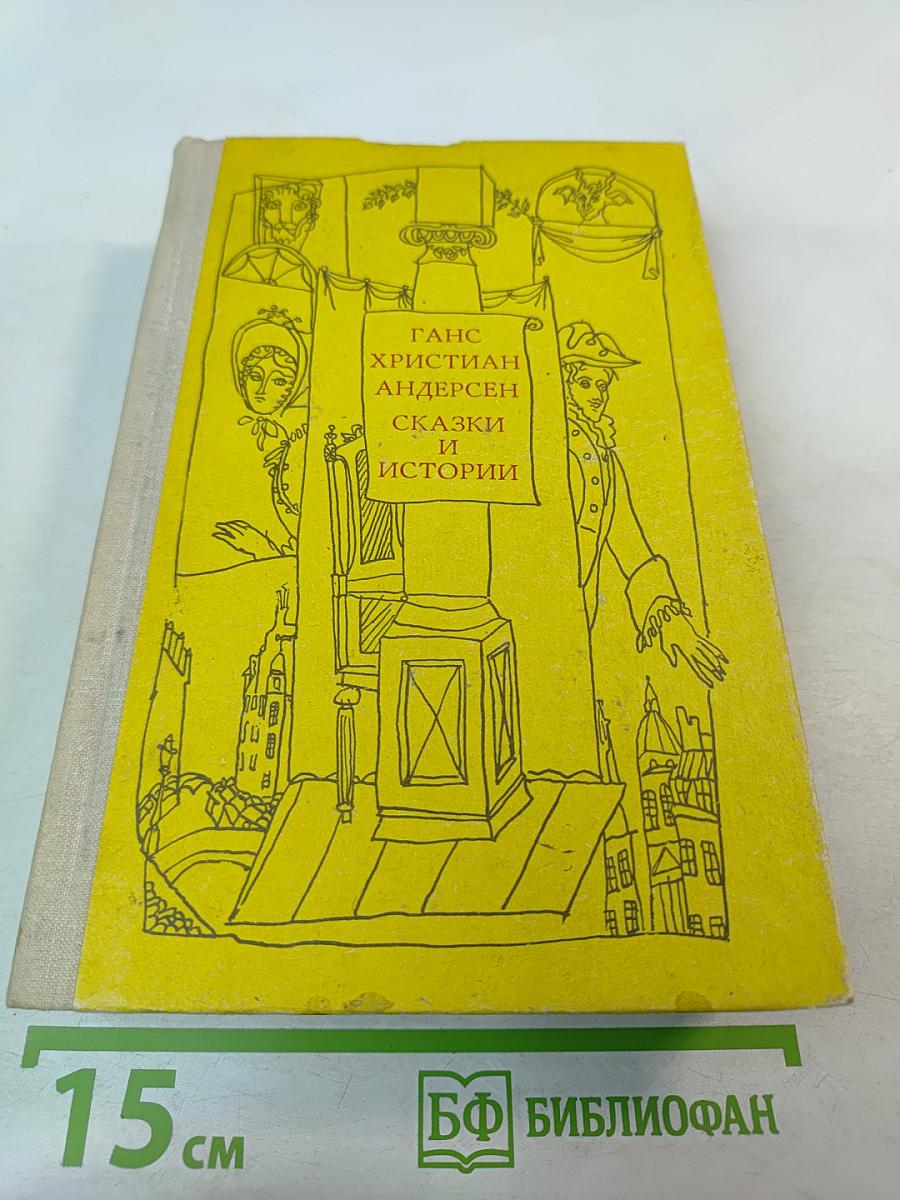 ГАНС
ХРИСТИАН
АНДЕРСЕН
СКАЗКИ
И
ИСТОРИИ
15 см
БФ БИБЛИОФАН